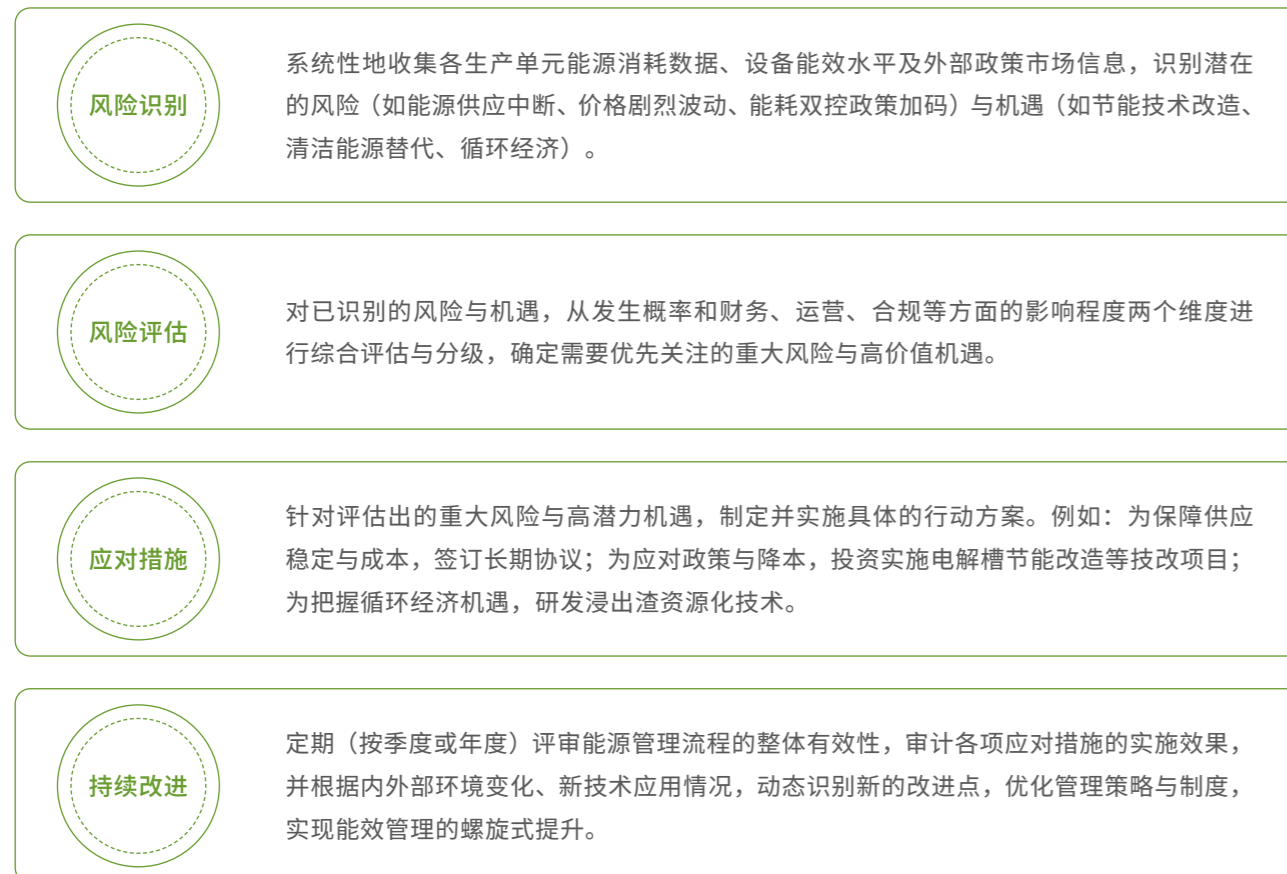 风险识别
系统性地收集各生产单元能源消耗数据、设备能效水平及外部政策市场信息，识别潜在
的风险（如能源供应中断、价格剧烈波动、能耗双控政策加码）与机遇（如节能技术改造、
清洁能源替代、循环经济）。
风险评估
对已识别的风险与机遇，从发生概率和财务、运营、合规等方面的影响程度两个维度进
行综合评估与分级，确定需要优先关注的重大风险与高价值机遇。
应对措施
针对评估出的重大风险与高潜力机遇，制定并实施具体的行动方案。例如：为保障供应
稳定与成本，签订长期协议；为应对政策与降本，投资实施电解槽节能改造等技改项目；
为把握循环经济机遇，研发浸出渣资源化技术。
持续改进
定期（按季度或年度）评审能源管理流程的整体有效性，审计各项应对措施的实施效果，
并根据内外部环境变化、新技术应用情况，动态识别新的改进点，优化管理策略与制度，
实现能效管理的螺旋式提升。